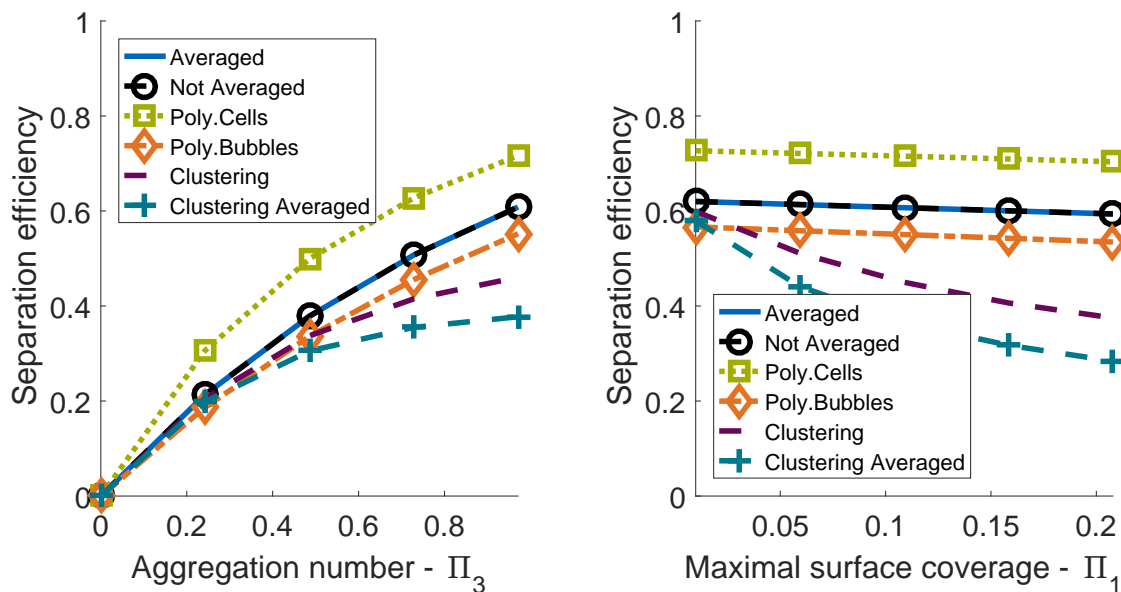 1
0.8
0.6
0.4
0.2
0
Separation efficiency
Averaged
Not Averaged
Poly.Cells
Poly.Bubbles
Clustering
Clustering Averaged
0 0.2 0.4 0.6 0.8
Aggregation number - Π₃
1
0.8
0.6
0.4
0.2
0
Separation efficiency
Averaged
Not Averaged
Poly.Cells
Poly.Bubbles
Clustering
Clustering Averaged
0.05 0.1 0.15 0.2
Maximal surface coverage - Π₁